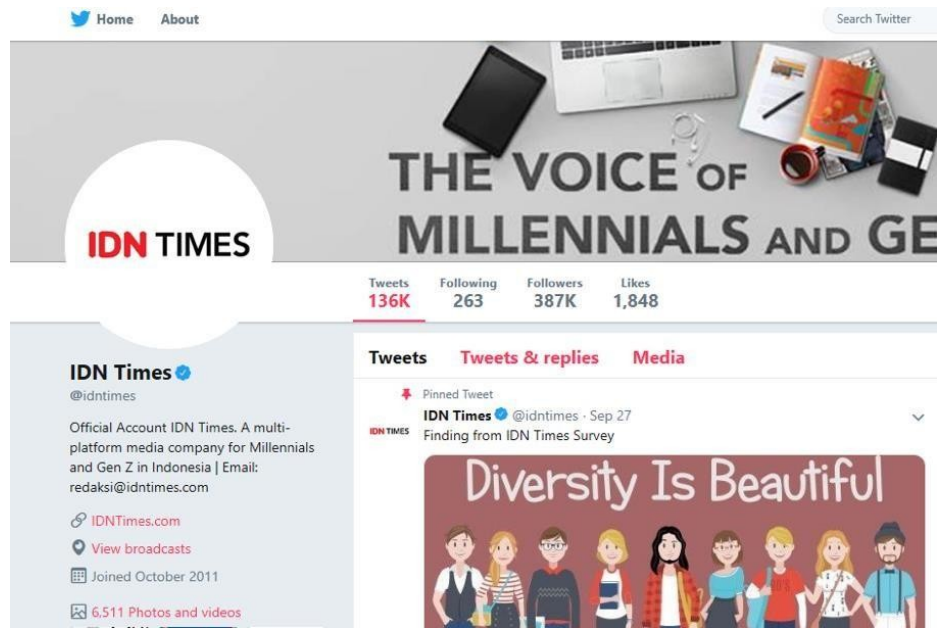 Home About Search Twitter
THE VOICE OF
MILLENNIALS AND GE
IDN TIMES
Tweets Following Followers Likes
136K 263 387K 1,848
Tweets Tweets & replies Media
IDN Times
@idntimes
Official Account IDN Times. A multi-
platform media company for Millennials
and Gen Z in Indonesia | Email:
redaksi@idntimes.com
IDNTimes.com
View broadcasts
Joined October 2011
6,511 Photos and videos
Pinned Tweet
IDN Times @idntimes · Sep 27
IDN TIMES
Finding from IDN Times Survey
Diversity Is Beautiful